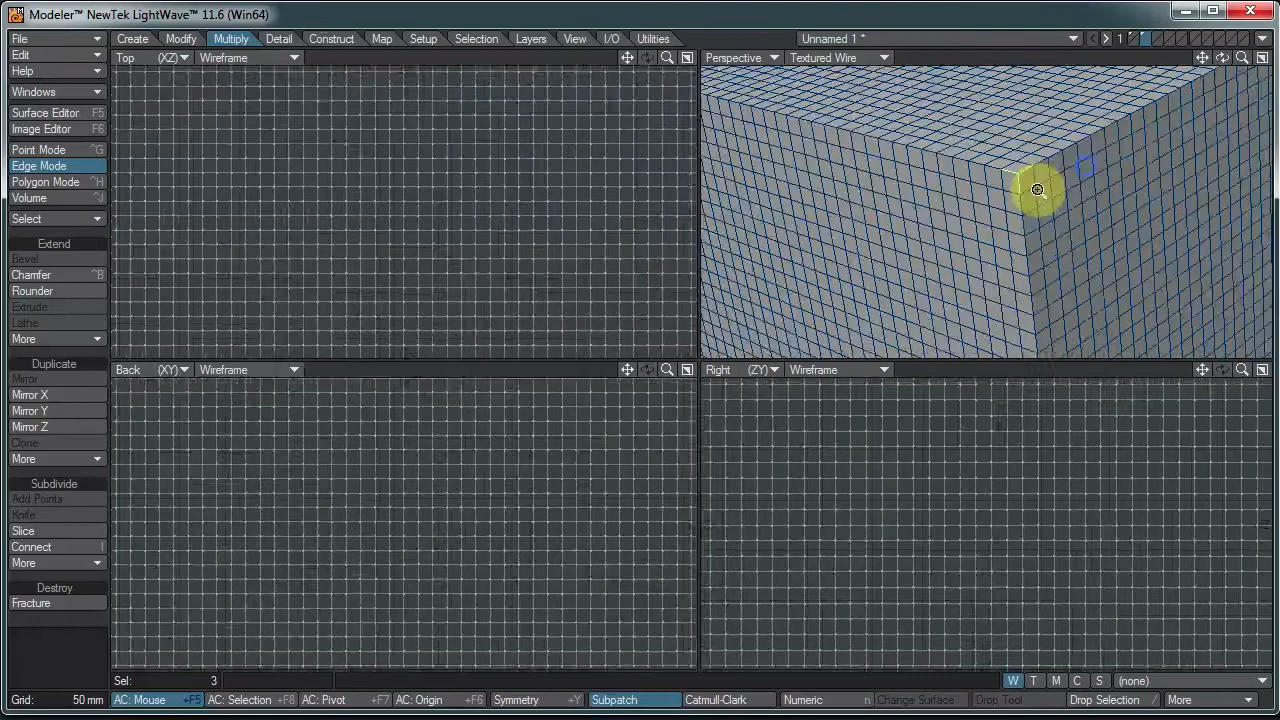 Modeler™ NewTek LightWave™ 11.6 (Win64)
File Create Modify Multiply Detail Construct Map Setup Selection Layers View I/O Utilities Unnamed 1 * 1
Edit
Help
Top (XZ) Wireframe
Perspective Textured Wire
Windows
Surface Editor F5
Image Editor F6
Point Mode ^G
Edge Mode
Polygon Mode ^H
Volume ^J
Select
Extend
Bevel
Chamfer ^B
Rounder
Extrude
Lathe
More
Duplicate
Mirror
Mirror X
Mirror Y
Mirror Z
Clone
More
Subdivide
Add Points
Knife
Slice
Connect l
More
Destroy
Fracture
Back (XY) Wireframe
Right (ZY) Wireframe
Sel: 3
W T M C S (none)
Grid: 50 mm AC: Mouse +F5 AC: Selection +F8 AC: Pivot +F7 AC: Origin +F6 Symmetry +Y Subpatch Catmull-Clark Numeric n Change Surface Drop Tool Drop Selection / More